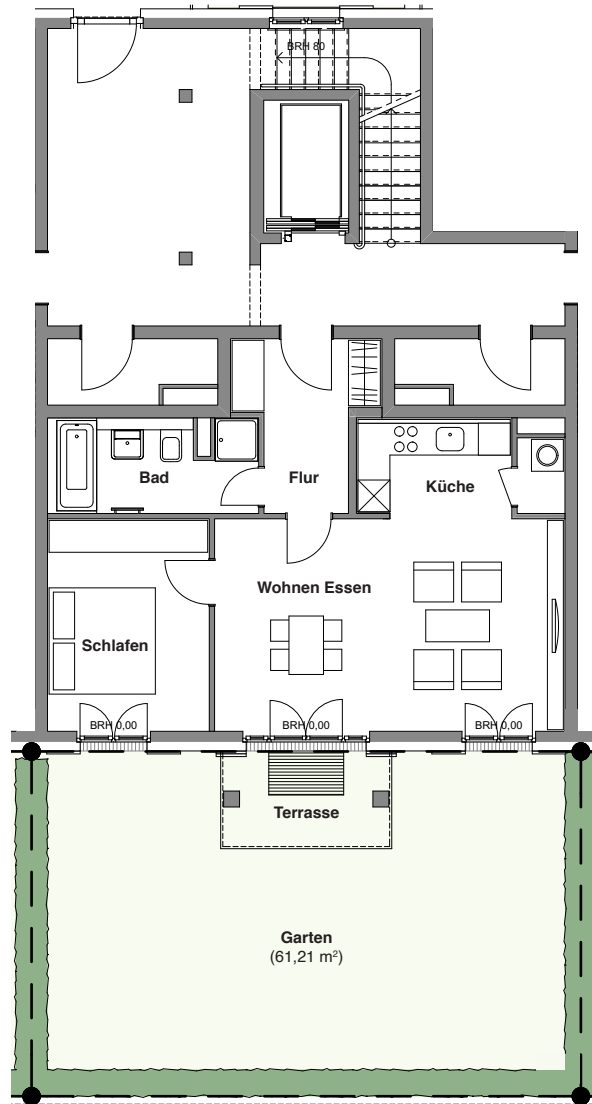 BRH 80
Bad
Flur
Küche
Wohnen Essen
Schlafen
BRH 0,00
BRH 0,00
BRH 0,00
Terrasse
Garten
(61,21 m²)